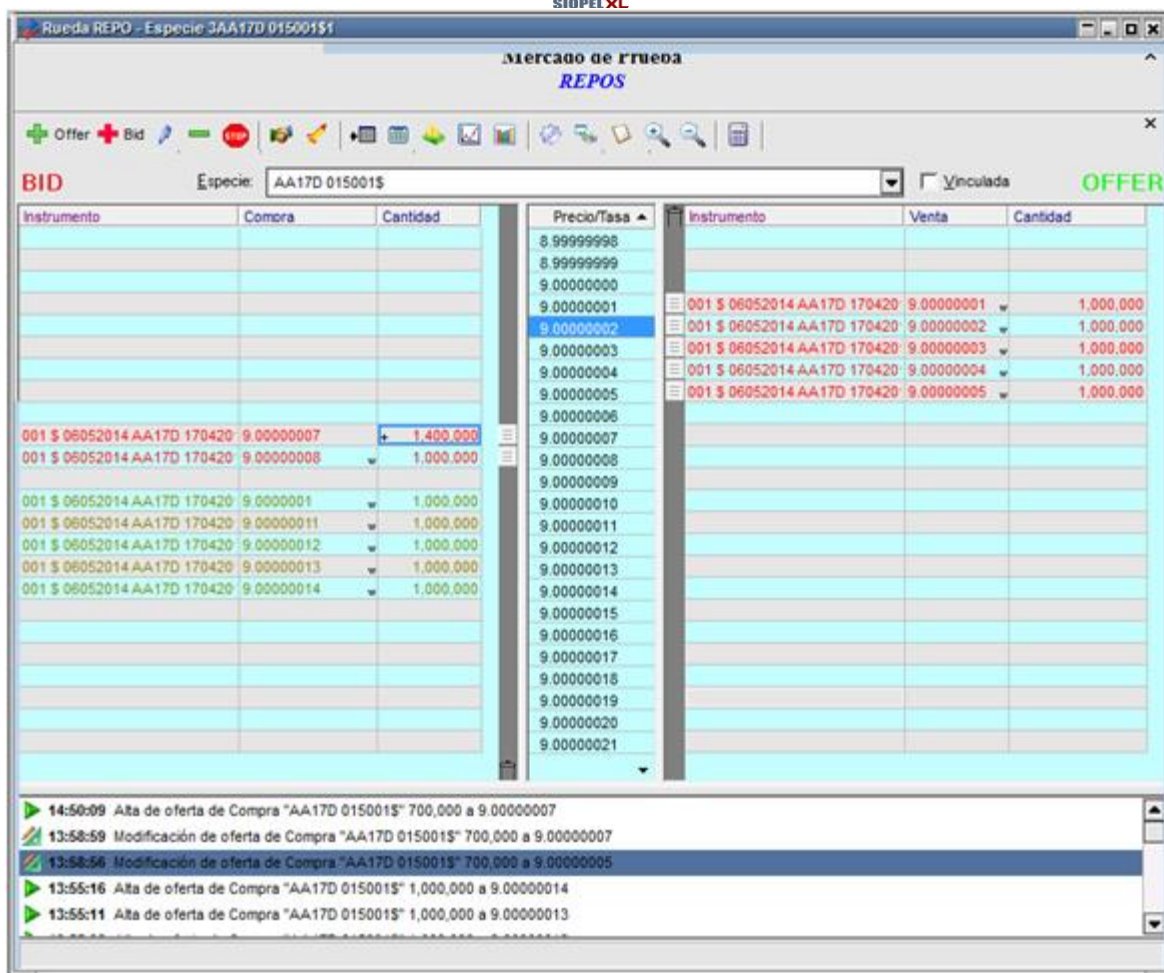 SIOPEL XL
Rueda REPO - Especie 3AA17D 015001$1
Mercado de Prueba
REPOS
Offer Bid STOP
BID Especie: AA17D 015001$ Vinculada OFFER
Instrumento Compra Cantidad Precio/Tasa Instrumento Venta Cantidad
8.99999998
8.99999999
9.00000000
9.00000001 001 $ 06052014 AA17D 170420 9.00000001 1,000,000
9.00000002 001 $ 06052014 AA17D 170420 9.00000002 1,000,000
9.00000003 001 $ 06052014 AA17D 170420 9.00000003 1,000,000
9.00000004 001 $ 06052014 AA17D 170420 9.00000004 1,000,000
9.00000005 001 $ 06052014 AA17D 170420 9.00000005 1,000,000
9.00000006
001 $ 06052014 AA17D 170420 9.00000007 + 1,400,000 9.00000007
001 $ 06052014 AA17D 170420 9.00000008 1,000,000 9.00000008
9.00000009
001 $ 06052014 AA17D 170420 9.0000001 1,000,000 9.00000010
001 $ 06052014 AA17D 170420 9.00000011 1,000,000 9.00000011
001 $ 06052014 AA17D 170420 9.00000012 1,000,000 9.00000012
001 $ 06052014 AA17D 170420 9.00000013 1,000,000 9.00000013
001 $ 06052014 AA17D 170420 9.00000014 1,000,000 9.00000014
9.00000015
9.00000016
9.00000017
9.00000018
9.00000019
9.00000020
9.00000021
14:50:09 Alta de oferta de Compra "AA17D 015001$" 700,000 a 9.00000007
13:58:59 Modificación de oferta de Compra "AA17D 015001$" 700,000 a 9.00000007
13:58:56 Modificación de oferta de Compra "AA17D 015001$" 700,000 a 9.00000005
13:55:16 Alta de oferta de Compra "AA17D 015001$" 1,000,000 a 9.00000014
13:55:11 Alta de oferta de Compra "AA17D 015001$" 1,000,000 a 9.00000013